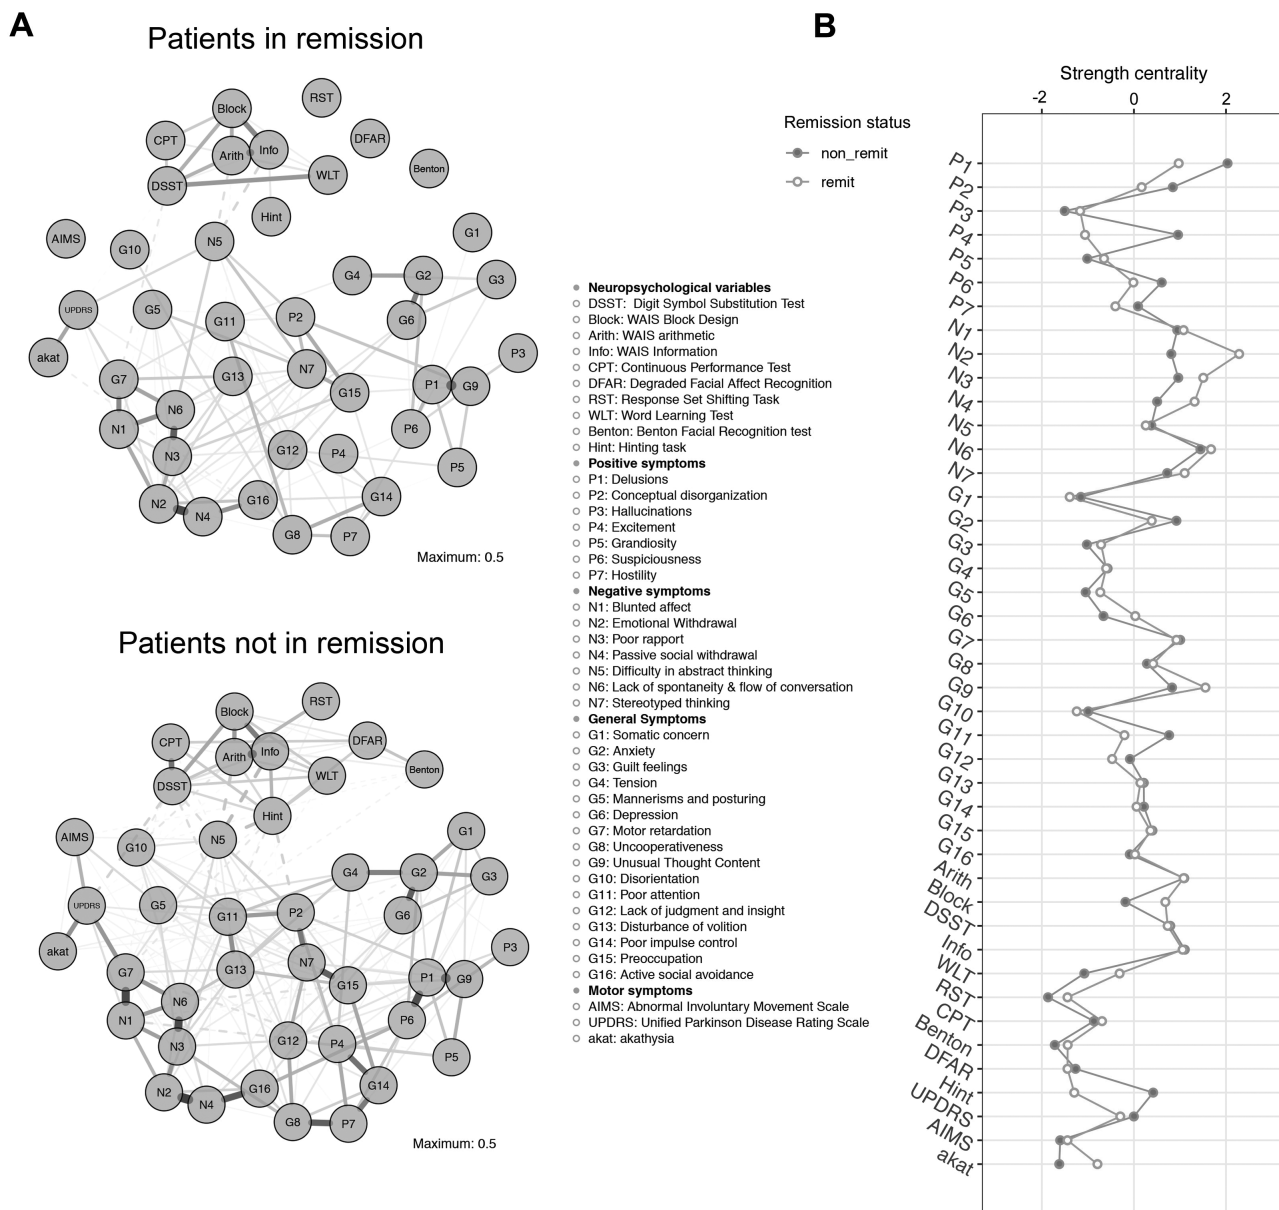 A
Patients in remission
Block
RST
CPT
Arith
Info
DFAR
DSST
WLT
Benton
Hint
AIMS
G10
N5
G1
G4
G2
G3
UPDRS
G5
G11
P2
G6
akat
P3
G7
G13
N7
G15
P1
G9
N6
N1
P6
N3
G12
P4
P5
N2
N4
G16
G14
G8
P7
Maximum: 0.5
Patients not in remission
Block
RST
CPT
Arith
Info
DFAR
DSST
WLT
Benton
Hint
AIMS
G10
N5
G1
G4
G2
G3
UPDRS
G5
G11
P2
G6
akat
P3
G7
G13
N7
G15
P1
G9
N6
N1
P6
N3
G12
P4
P5
N2
N4
G16
G14
G8
P7
Maximum: 0.5
Neuropsychological variables
DSST: Digit Symbol Substitution Test
Block: WAIS Block Design
Arith: WAIS arithmetic
Info: WAIS Information
CPT: Continuous Performance Test
DFAR: Degraded Facial Affect Recognition
RST: Response Set Shifting Task
WLT: Word Learning Test
Benton: Benton Facial Recognition test
Hint: Hinting task
Positive symptoms
P1: Delusions
P2: Conceptual disorganization
P3: Hallucinations
P4: Excitement
P5: Grandiosity
P6: Suspiciousness
P7: Hostility
Negative symptoms
N1: Blunted affect
N2: Emotional Withdrawal
N3: Poor rapport
N4: Passive social withdrawal
N5: Difficulty in abstract thinking
N6: Lack of spontaneity & flow of conversation
N7: Stereotyped thinking
General Symptoms
G1: Somatic concern
G2: Anxiety
G3: Guilt feelings
G4: Tension
G5: Mannerisms and posturing
G6: Depression
G7: Motor retardation
G8: Uncooperativeness
G9: Unusual Thought Content
G10: Disorientation
G11: Poor attention
G12: Lack of judgment and insight
G13: Disturbance of volition
G14: Poor impulse control
G15: Preoccupation
G16: Active social avoidance
Motor symptoms
AIMS: Abnormal Involuntary Movement Scale
UPDRS: Unified Parkinson Disease Rating Scale
akat: akathysia
B
Remission status
non_remit
remit
Strength centrality
-2 0 2
P1
P2
P3
P4
P5
P6
P7
N1
N2
N3
N4
N5
N6
N7
G1
G2
G3
G4
G5
G6
G7
G8
G9
G10
G11
G12
G13
G14
G15
G16
Arith
Block
DSST
Info
WLT
RST
CPT
Benton
DFAR
Hint
UPDRS
AIMS
akat